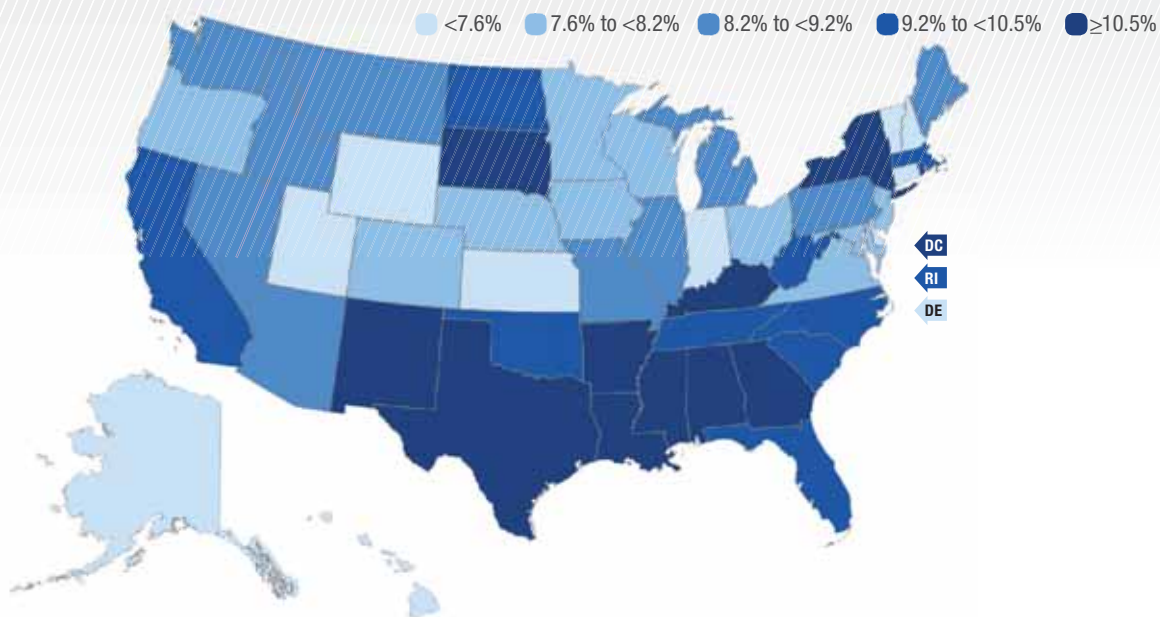 <7.6% 7.6% to <8.2% 8.2% to <9.2% 9.2% to <10.5% ≥10.5%
DC
RI
DE